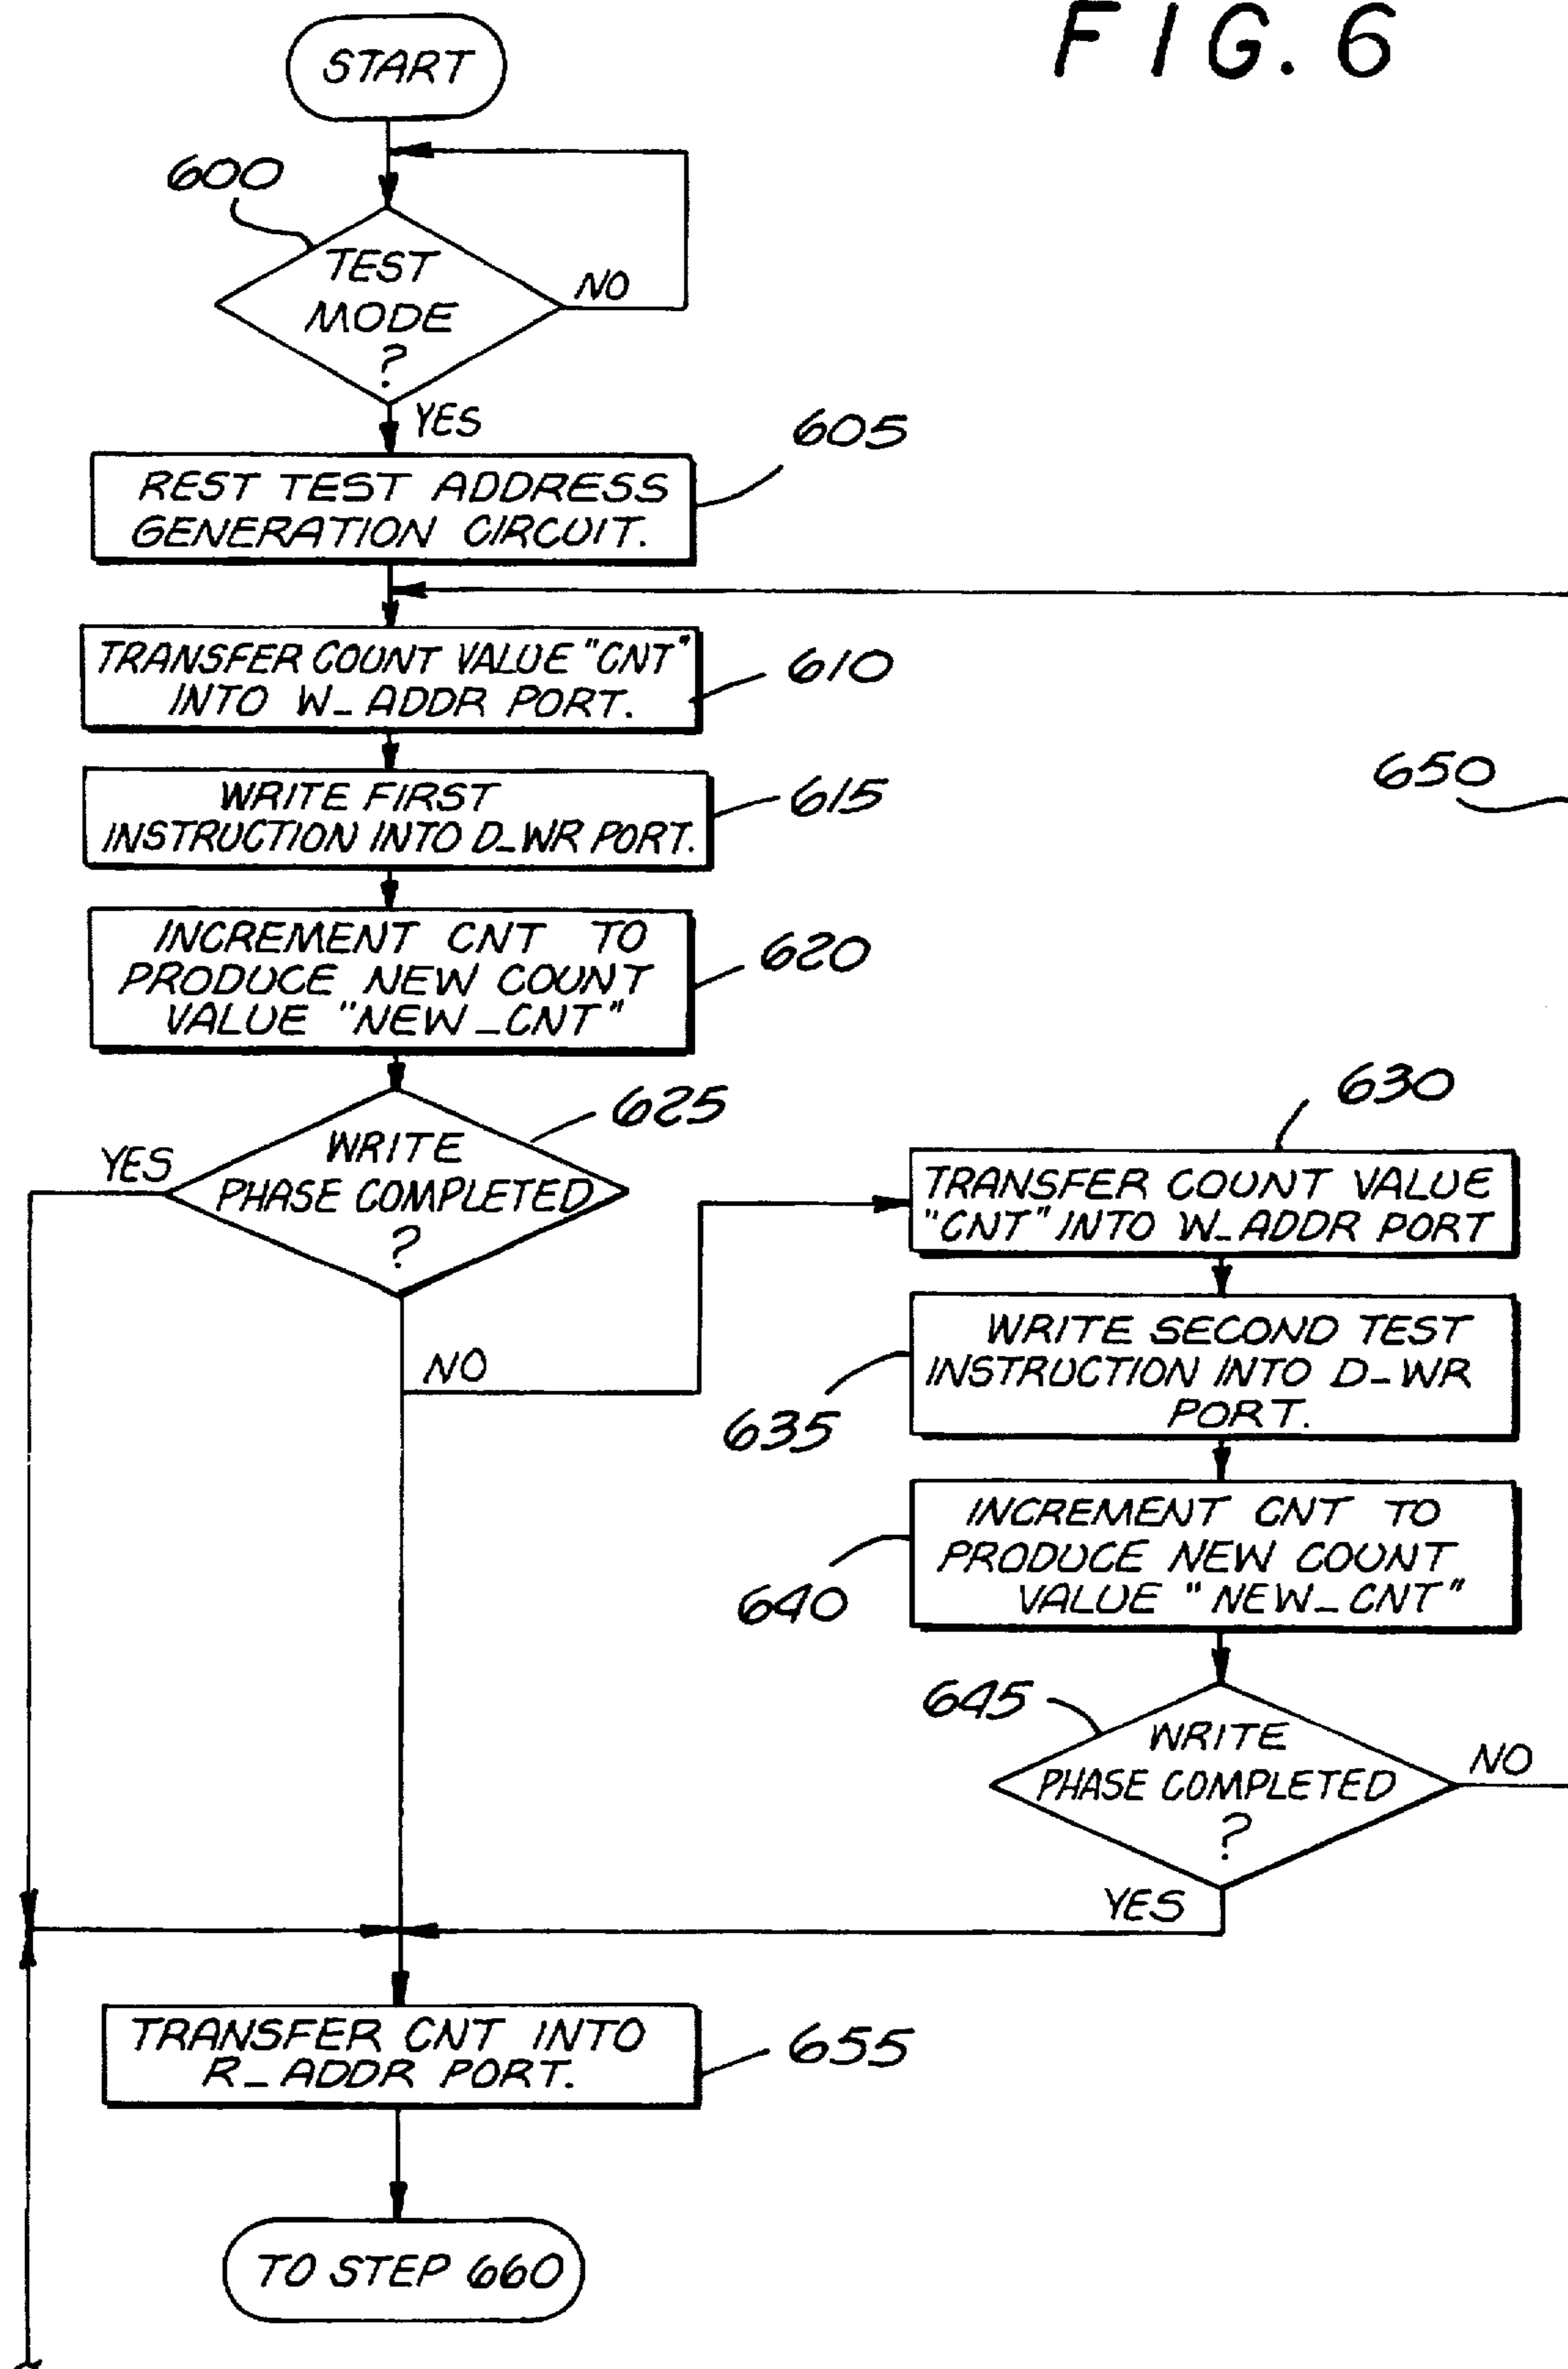 FIG. 6
START
600
TEST
MODE
?
NO
YES
605
REST TEST ADDRESS
GENERATION CIRCUIT.
TRANSFER COUNT VALUE "CNT"
INTO W_ADDR PORT.
610
WRITE FIRST
INSTRUCTION INTO D_WR PORT.
615
650
INCREMENT CNT TO
PRODUCE NEW COUNT
VALUE "NEW_CNT"
620
625
WRITE
PHASE COMPLETED
?
YES
NO
630
TRANSFER COUNT VALUE
"CNT" INTO W_ADDR PORT
WRITE SECOND TEST
INSTRUCTION INTO D_WR
PORT.
635
INCREMENT CNT TO
PRODUCE NEW COUNT
VALUE "NEW_CNT"
640
645
WRITE
PHASE COMPLETED
?
NO
YES
TRANSFER CNT INTO
R_ADDR PORT.
655
TO STEP 660